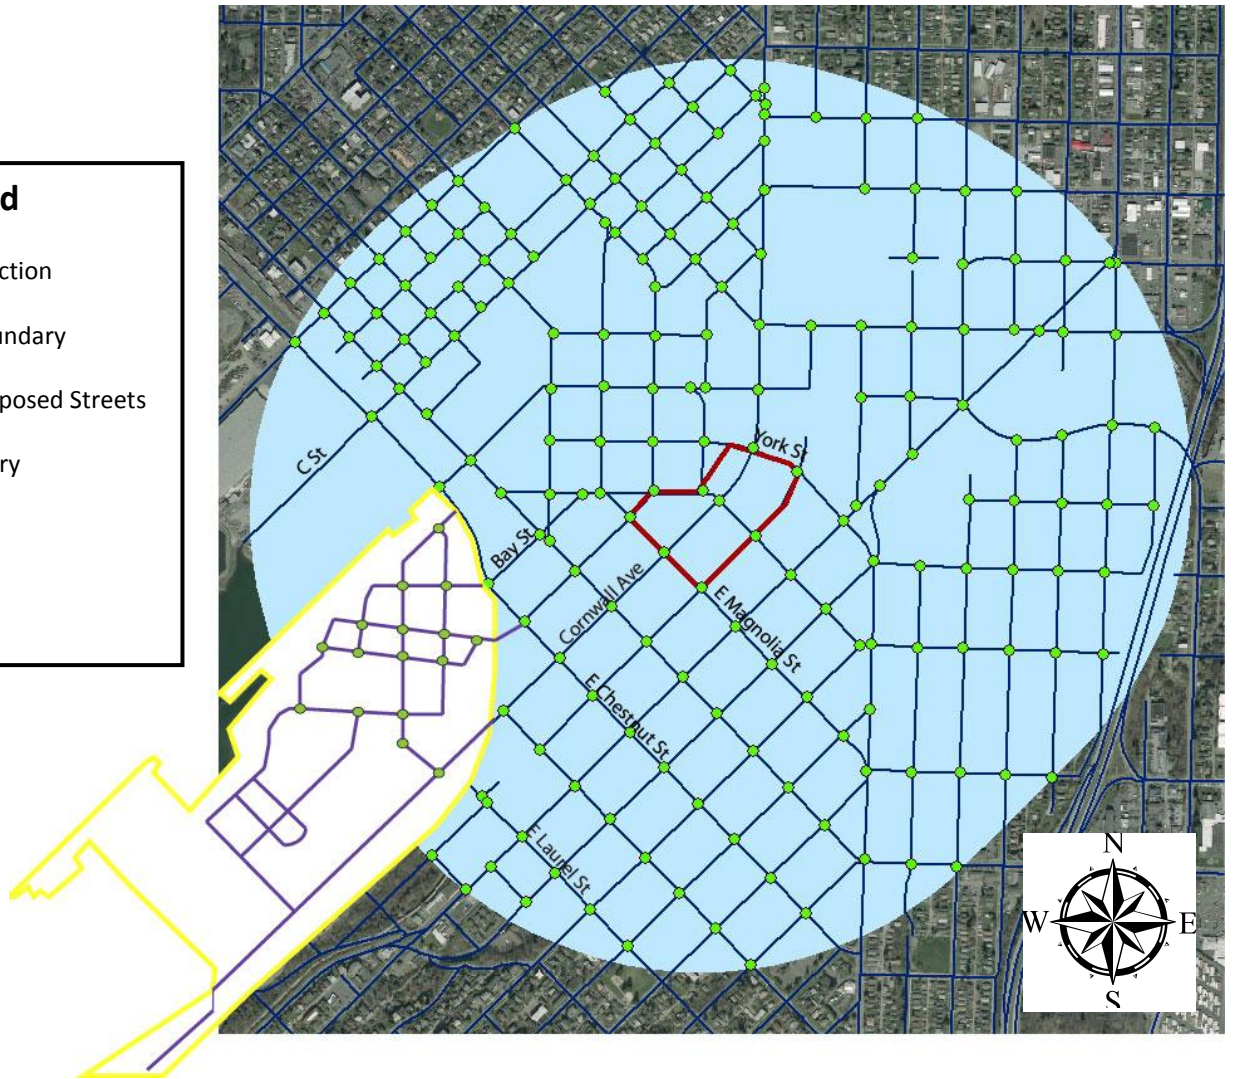 d
ction
undary
posed Streets
ry
C St
York St
Bay St
Cornwall Ave
E Magnolia St
E Chestnut St
E Laurel St
N
W
E
S